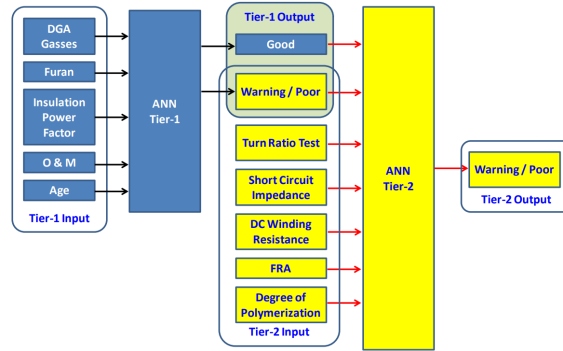 DGA
Gasses
Furan
Insulation
Power
Factor
O & M
Age
Tier-1 Input
ANN
Tier-1
Tier-1 Output
Good
Warning / Poor
Turn Ratio Test
Short Circuit
Impedance
DC Winding
Resistance
FRA
Degree of
Polymerization
Tier-2 Input
ANN
Tier-2
Warning / Poor
Tier-2 Output